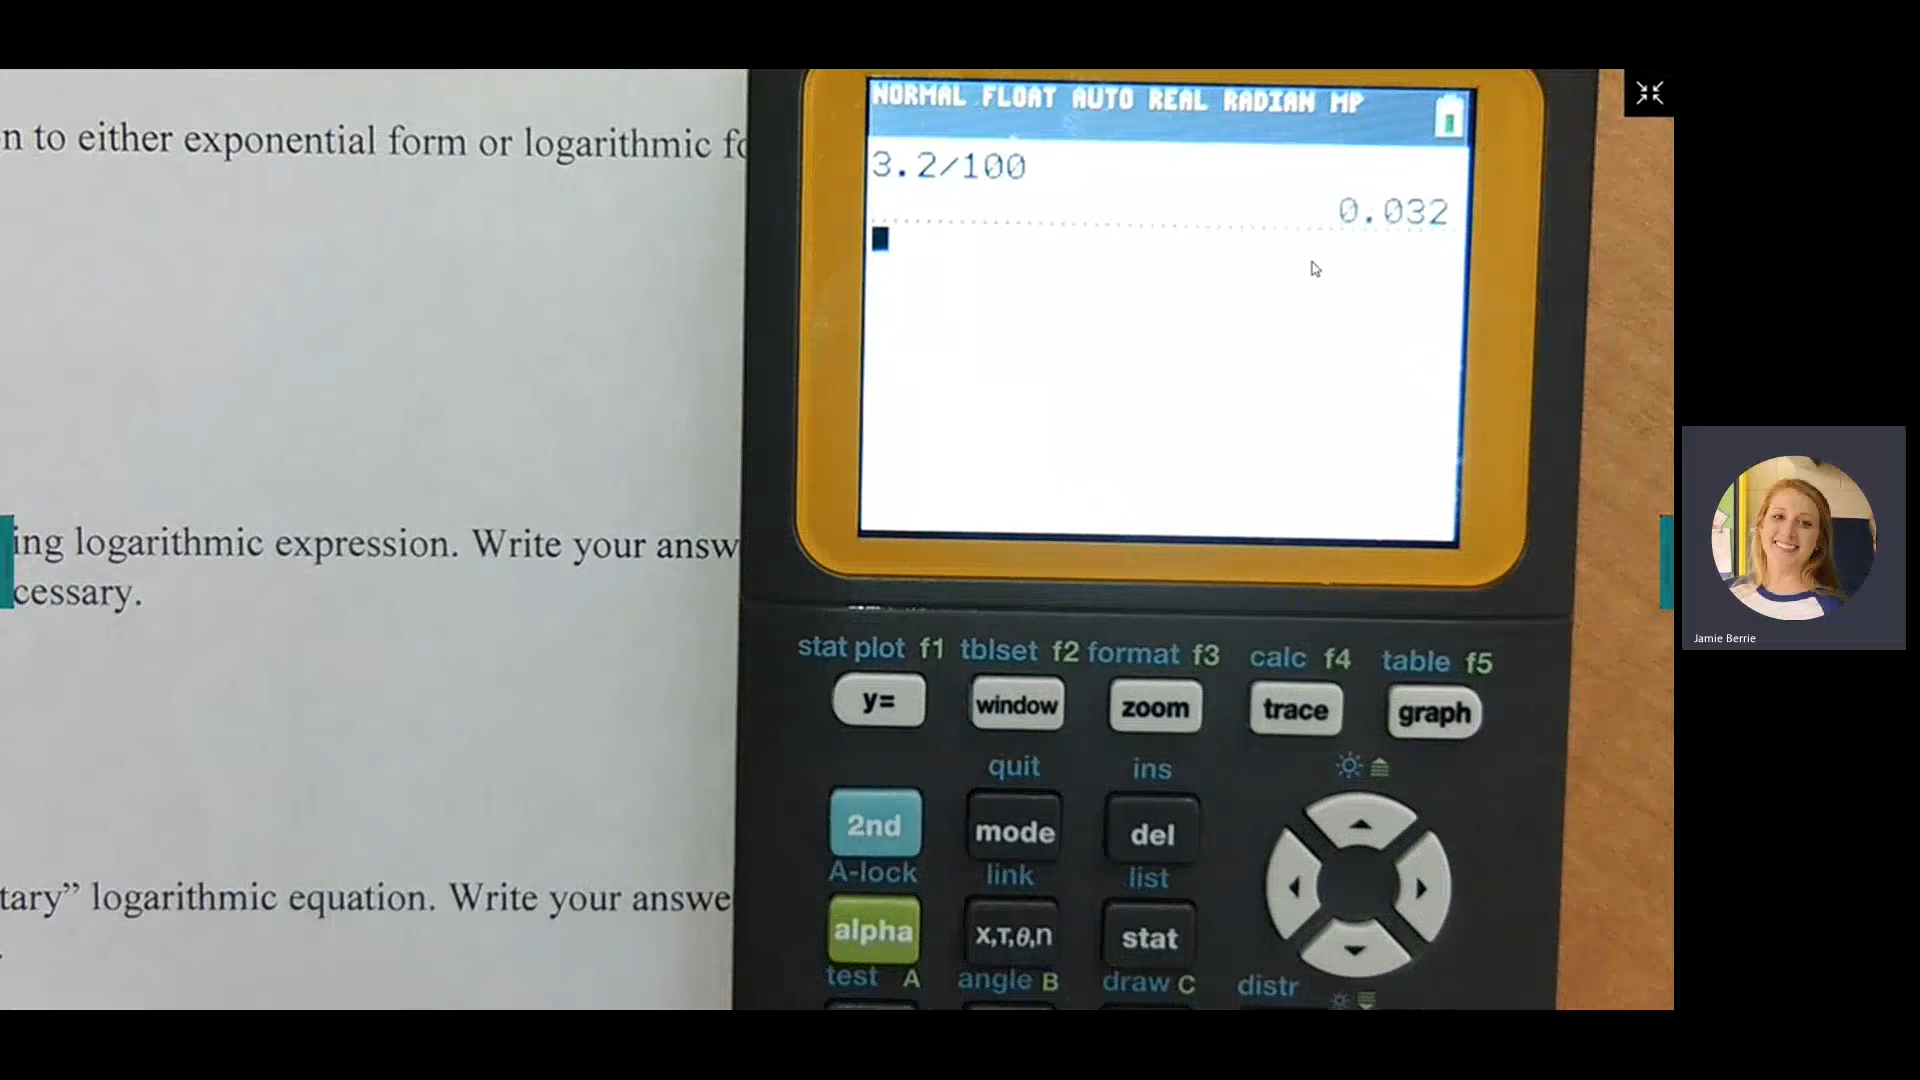 n to either exponential form or logarithmic fo
ing logarithmic expression. Write your answ
cessary.
tary” logarithmic equation. Write your answe
NORMAL FLOAT AUTO REAL RADIAN MP
3.2/100
0.032
stat plot f1 tblset f2 format f3 calc f4 table f5
y= window zoom trace graph
quit ins
2nd mode del
A-lock link list
alpha X,T,θ,n stat
test A angle B draw C distr
Jamie Berrie